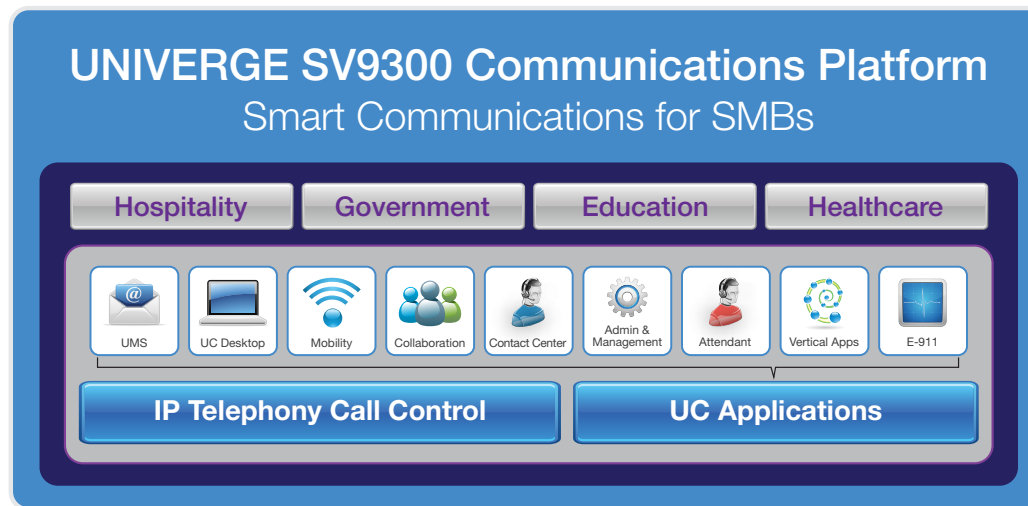 UNIVERGE SV9300 Communications Platform
Smart Communications for SMBs
Hospitality
Government
Education
Healthcare
@
UMS
UC Desktop
Mobility
Collaboration
Contact Center
Admin &
Management
Attendant
Vertical Apps
E-911
IP Telephony Call Control
UC Applications